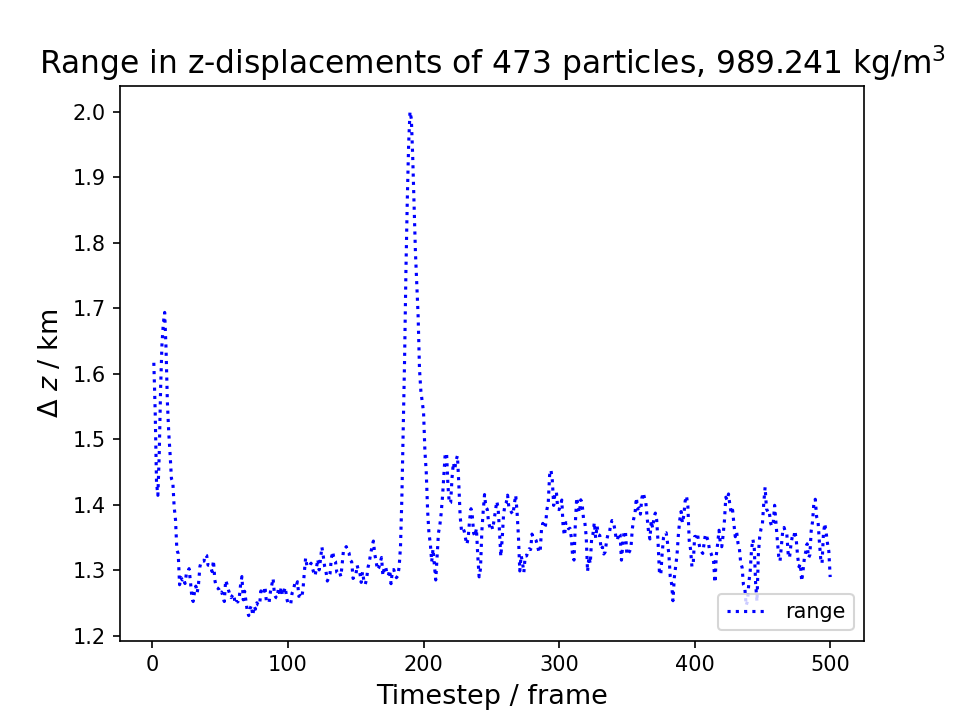 Range in z-displacements of 473 particles, 989.241 kg/m³
Δ z / km
2.0
1.9
1.8
1.7
1.6
1.5
1.4
1.3
1.2
range
0 100 200 300 400 500
Timestep / frame